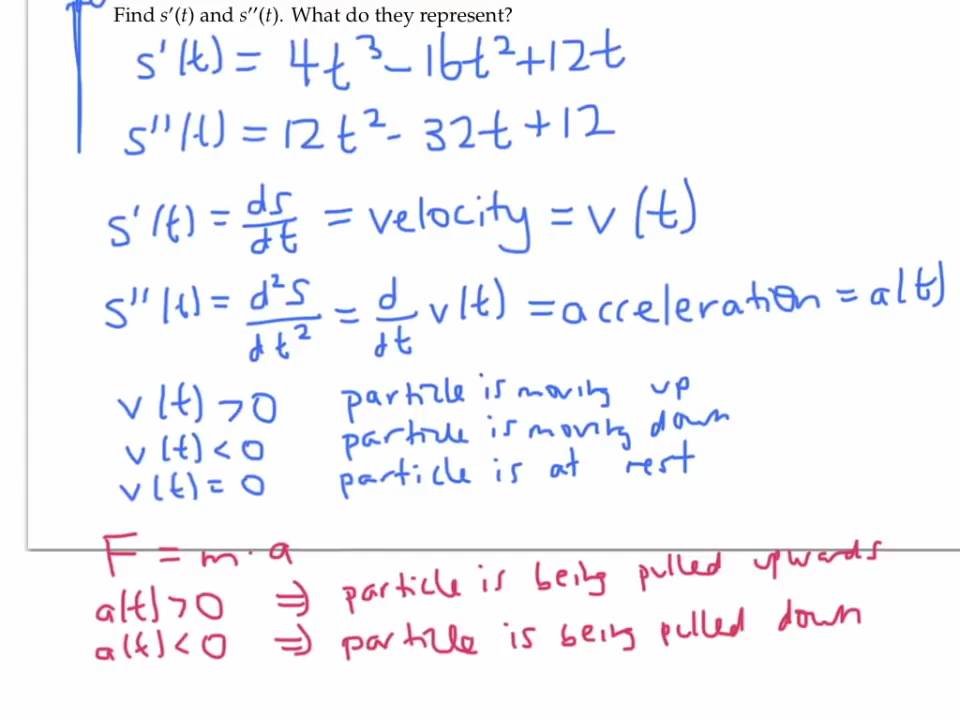 Find s′(t) and s′′(t). What do they represent?
s'(t) = 4t³ - 16t² + 12t
s''(t) = 12t² - 32t + 12
s'(t) = ds/dt = velocity = v(t)
s''(t) = d²s/dt² = d/dt v(t) = acceleration = a(t)
v(t) > 0 particle is moving up
v(t) < 0 particle is moving down
v(t) = 0 particle is at rest
F = m · a
a(t) > 0 ⇒ particle is being pulled upwards
a(t) < 0 ⇒ particle is being pulled down